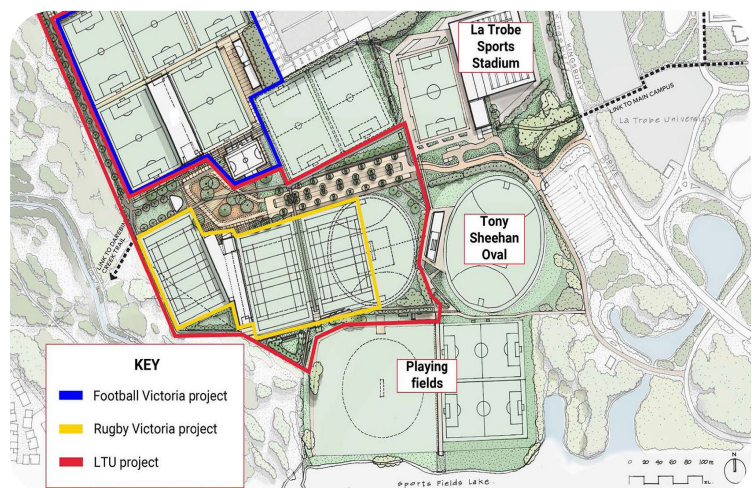 La Trobe
Sports
Stadium
KINGSBURY
DRIVE
LINK TO MAIN CAMPUS
La Trobe University
LINK TO DAREBIN
CREEK TRAIL
Tony
Sheehan
Oval
Playing
fields
KEY
Football Victoria project
Rugby Victoria project
LTU project
Sports Fields Lake
0 20 40 60 80 100m
N